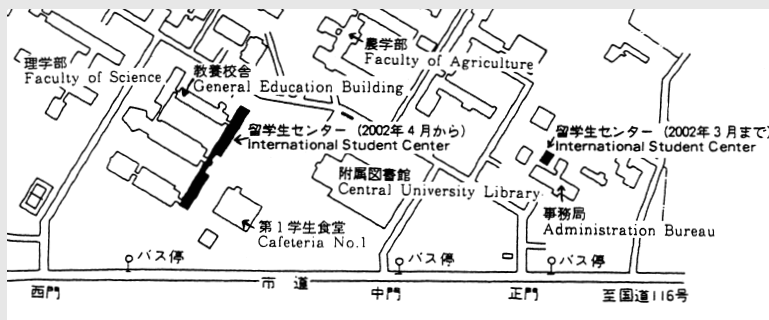 農学部
Faculty of Agriculture
理学部
Faculty of Science
教養校舎
General Education Building
留学生センター (2002年4月から)
International Student Center
留学生センター (2002年3月まで)
International Student Center
附属図書館
Central University Library
事務局
Administration Bureau
第1学生食堂
Cafeteria No.1
バス停
バス停
バス停
西門
市道
中門
正門
至国道116号